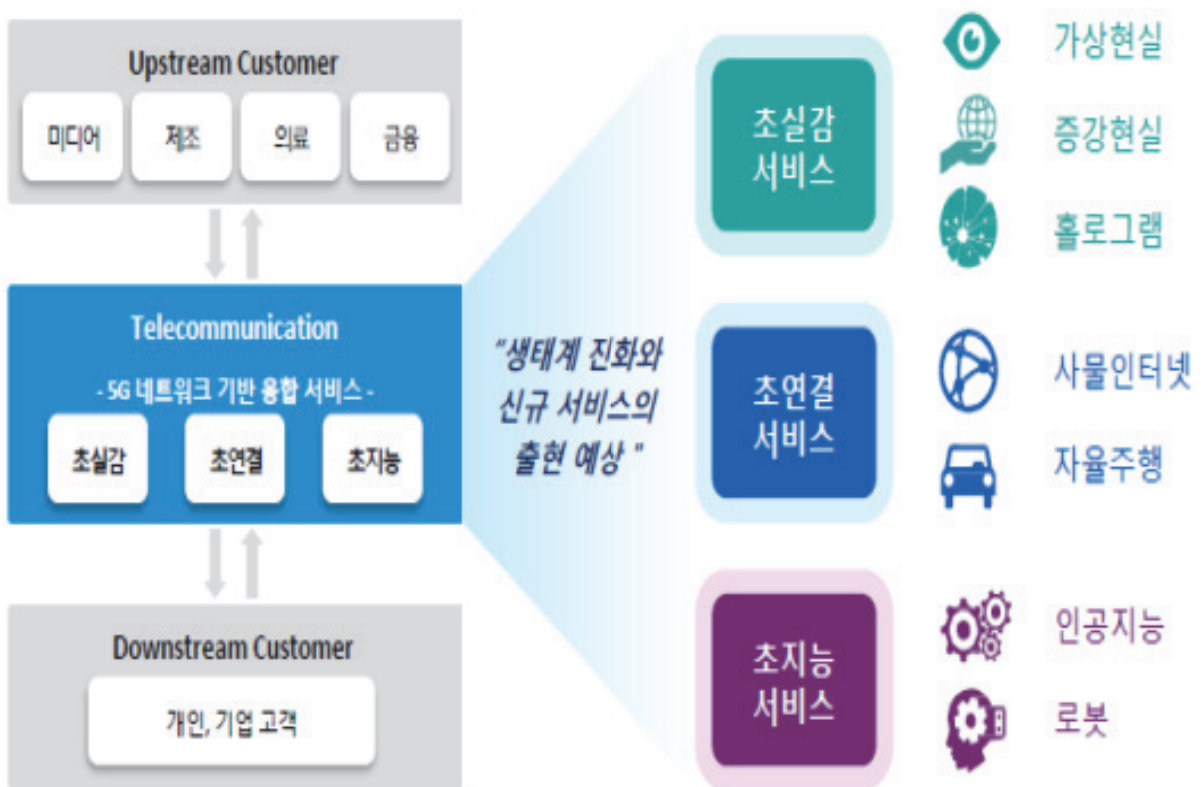 Upstream Customer
미디어
제조
의료
금융
Telecommunication
- 5G 네트워크 기반 융합 서비스 -
초실감
초연결
초지능
Downstream Customer
개인, 기업 고객
"생태계 진화와
신규 서비스의
출현 예상 "
초실감
서비스
가상현실
증강현실
홀로그램
초연결
서비스
사물인터넷
자율주행
초지능
서비스
인공지능
로봇